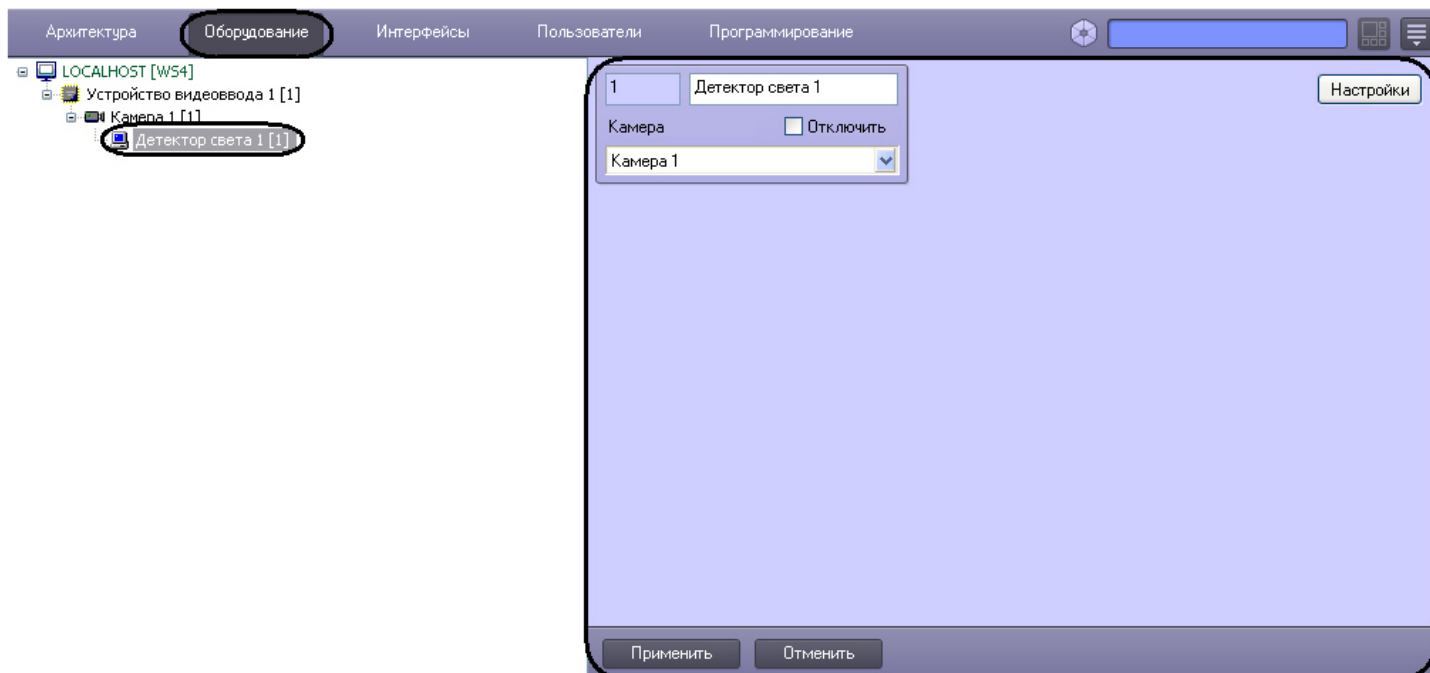 Архитектура Оборудование Интерфейсы Пользователи Программирование
LOCALHOST [WS4]
Устройство видеоввода 1 [1]
Камера 1 [1]
Детектор света 1 [1]
1 Детектор света 1
Настройки
Камера Отключить
Камера 1
Применить Отменить